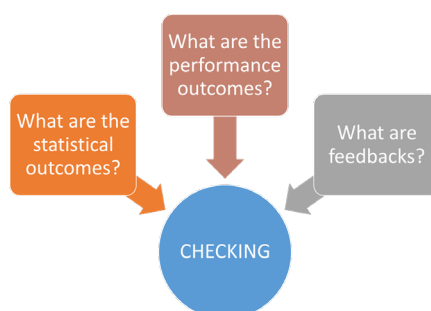 What are the
performance
outcomes?
What are the
statistical
outcomes?
What are
feedbacks?
CHECKING